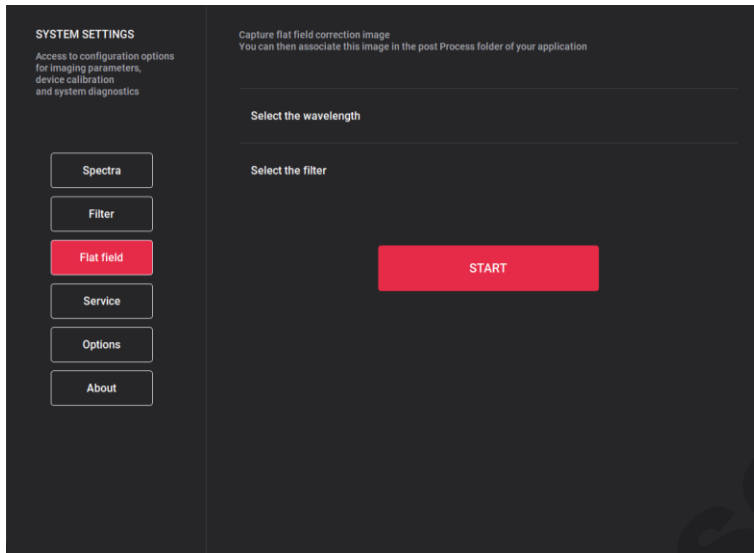 SYSTEM SETTINGS
Access to configuration options
for imaging parameters,
device calibration
and system diagnostics
Spectra
Filter
Flat field
Service
Options
About
Capture flat field correction image
You can then associate this image in the post Process folder of your application
Select the wavelength
Select the filter
START